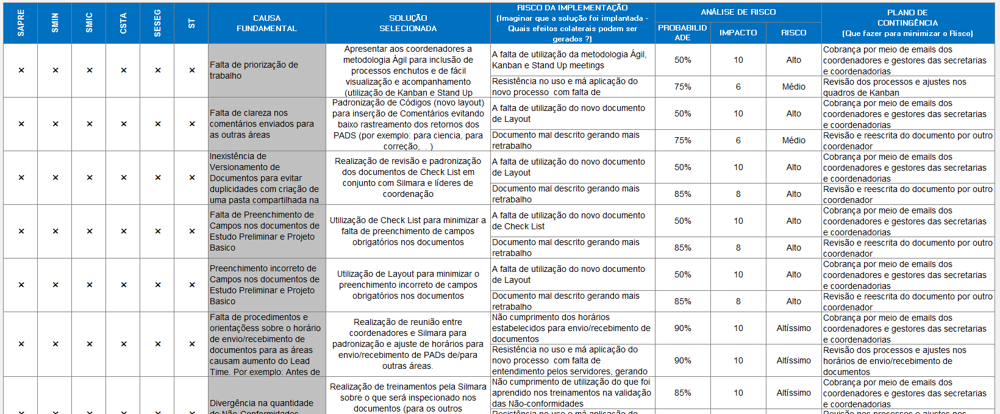 SAPRE
SMIN
SMIC
CSTA
SESEG
ST
CAUSA
FUNDAMENTAL
SOLUÇÃO
SELECIONADA
RISCO DA IMPLEMENTAÇÃO
(Imaginar que a solução foi implantada -
Quais efeitos colaterais podem ser
gerados ?)
ANÁLISE DE RISCO
PROBABILID
ADE
IMPACTO
RISCO
PLANO DE
CONTINGÊNCIA
(Que fazer para minimizar o Risco)
× × × × × ×
Falta de priorização de
trabalho
Apresentar aos coordenadores a
metodologia Ágil para inclusão de
processos enchutos e de fácil
visualização e acompanhamento
(utilização de Kanban e Stand Up
A falta de utilização da metodologia Ágil,
Kanban e Stand Up meetings
50%
10
Alto
Cobrança por meio de emails dos
coordenadores e gestores das secretarias
e coordenadorias
Resistência no uso e má aplicação do
novo processo com falta de
75%
6
Médio
Revisão dos processos e ajustes nos
quadros de Kanban
× × × × × ×
Falta de clareza nos
comentários enviados para
as outras áreas
Padronização de Códigos (novo layout)
para inserção de Comentários evitando
baixo rastreamento dos retornos dos
PADS (por exemplo: para ciencia, para
correção, . )
A falta de utilização do novo documento
de Layout
50%
10
Alto
Cobrança por meio de emails dos
coordenadores e gestores das secretarias
e coordenadorias
Documento mal descrito gerando mais
retrabalho
75%
6
Médio
Revisão e reescrita do documento por outro
coordenador
× × × × × ×
Inexistência de
Versionamento de
Documentos para evitar
duplicidades com criação de
uma pasta compartilhada na
Realização de revisão e padronização
dos documentos de Check List em
conjunto com Silmara e líderes de
coordenação
A falta de utilização do novo documento
de Layout
50%
10
Alto
Cobrança por meio de emails dos
coordenadores e gestores das secretarias
e coordenadorias
Documento mal descrito gerando mais
retrabalho
85%
8
Alto
Revisão e reescrita do documento por outro
coordenador
× × × × × ×
Falta de Preenchimento de
Campos nos documentos de
Estudo Preliminar e Projeto
Basico
Utilização de Check List para minimizar a
falta de preenchimento de campos
obrigatórios nos documentos
A falta de utilização do novo documento
de Check List
50%
10
Alto
Cobrança por meio de emails dos
coordenadores e gestores das secretarias
e coordenadorias
Documento mal descrito gerando mais
retrabalho
85%
8
Alto
Revisão e reescrita do documento por outro
coordenador
× × × × × ×
Preenchimento incorreto de
Campos nos documentos de
Estudo Preliminar e Projeto
Basico
Utilização de Layout para minimizar o
preenchimento incorreto de campos
obrigatórios nos documentos
A falta de utilização do novo documento
de Layout
50%
10
Alto
Cobrança por meio de emails dos
coordenadores e gestores das secretarias
e coordenadorias
Documento mal descrito gerando mais
retrabalho
85%
8
Alto
Revisão e reescrita do documento por outro
coordenador
× × × × × ×
Falta de procedimentos e
orientaçõess sobre o horário
de envio/recebimento de
documentos para as áreas
causam aumento do Lead
Time. Por exemplo: Antes de
Realização de reunião entre
coordenadores e Silmara para
padronização e ajuste de horários para
envio/recebimento de PADs de/para
outras áreas.
Não cumprimento dos horários
estabelecidos para envio/recebimento de
documentos
90%
10
Altíssimo
Cobrança por meio de emails dos
coordenadores e gestores das secretarias
e coordenadorias
Resistência no uso e má aplicação do
novo processo com falta de
entendimento pelos servidores, gerando
90%
10
Altíssimo
Revisão dos processos e ajustes nos
horários de envio/recebimento de
documentos
× × × × × ×
Divergência na quantidade
de Não-Conformidades
Realização de treinamentos pela Silmara
sobre o que será inspecionado nos
documentos (para os outros
Não cumprimento de utilização do que foi
aprendido nos treinamentos na validação
das Não-conformidades
85%
10
Altíssimo
Cobrança por meio de emails dos
coordenadores e gestores das secretarias
e coordenadorias
Resistência no uso e má aplicação do
Revisão nos processos e ajustes nos